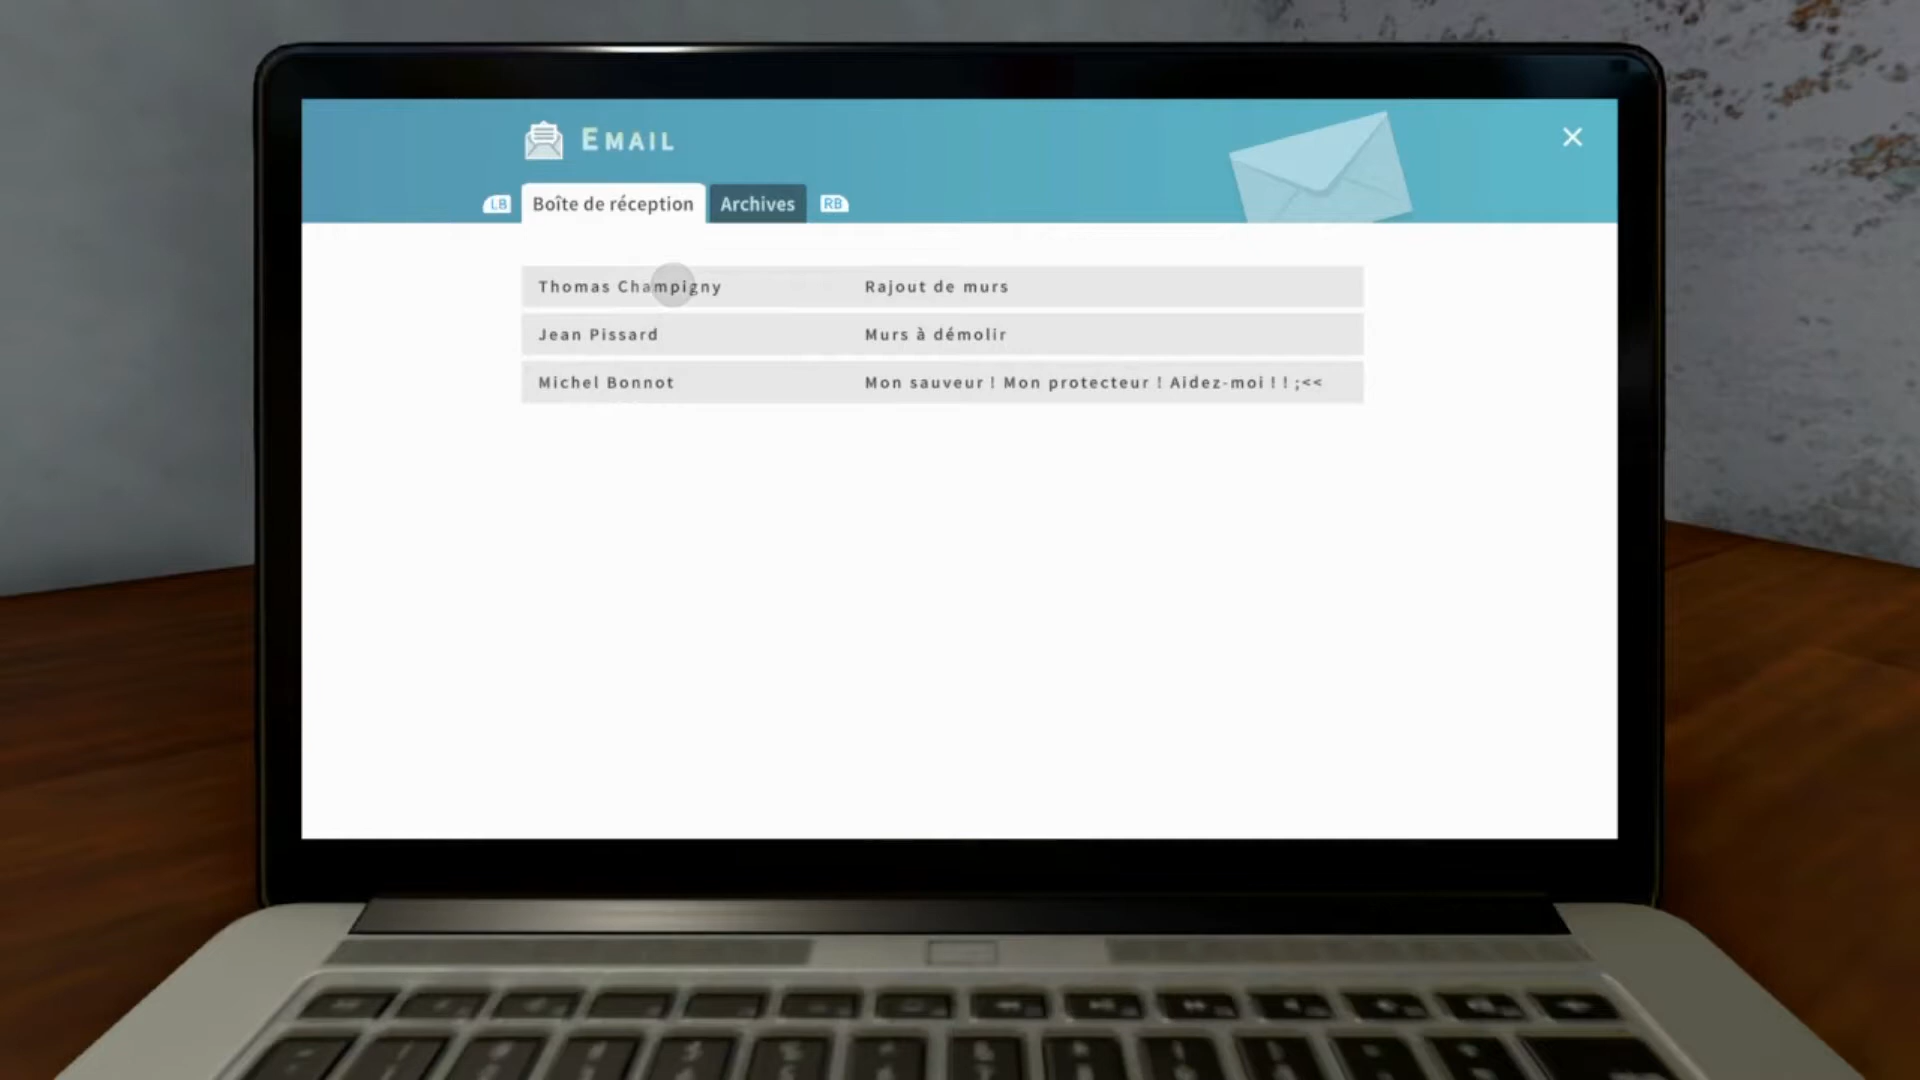 EMAIL
LB Boîte de réception Archives RB
Thomas Champigny Rajout de murs
Jean Pissard Murs à démolir
Michel Bonnot Mon sauveur ! Mon protecteur ! Aidez-moi ! ! ;<<